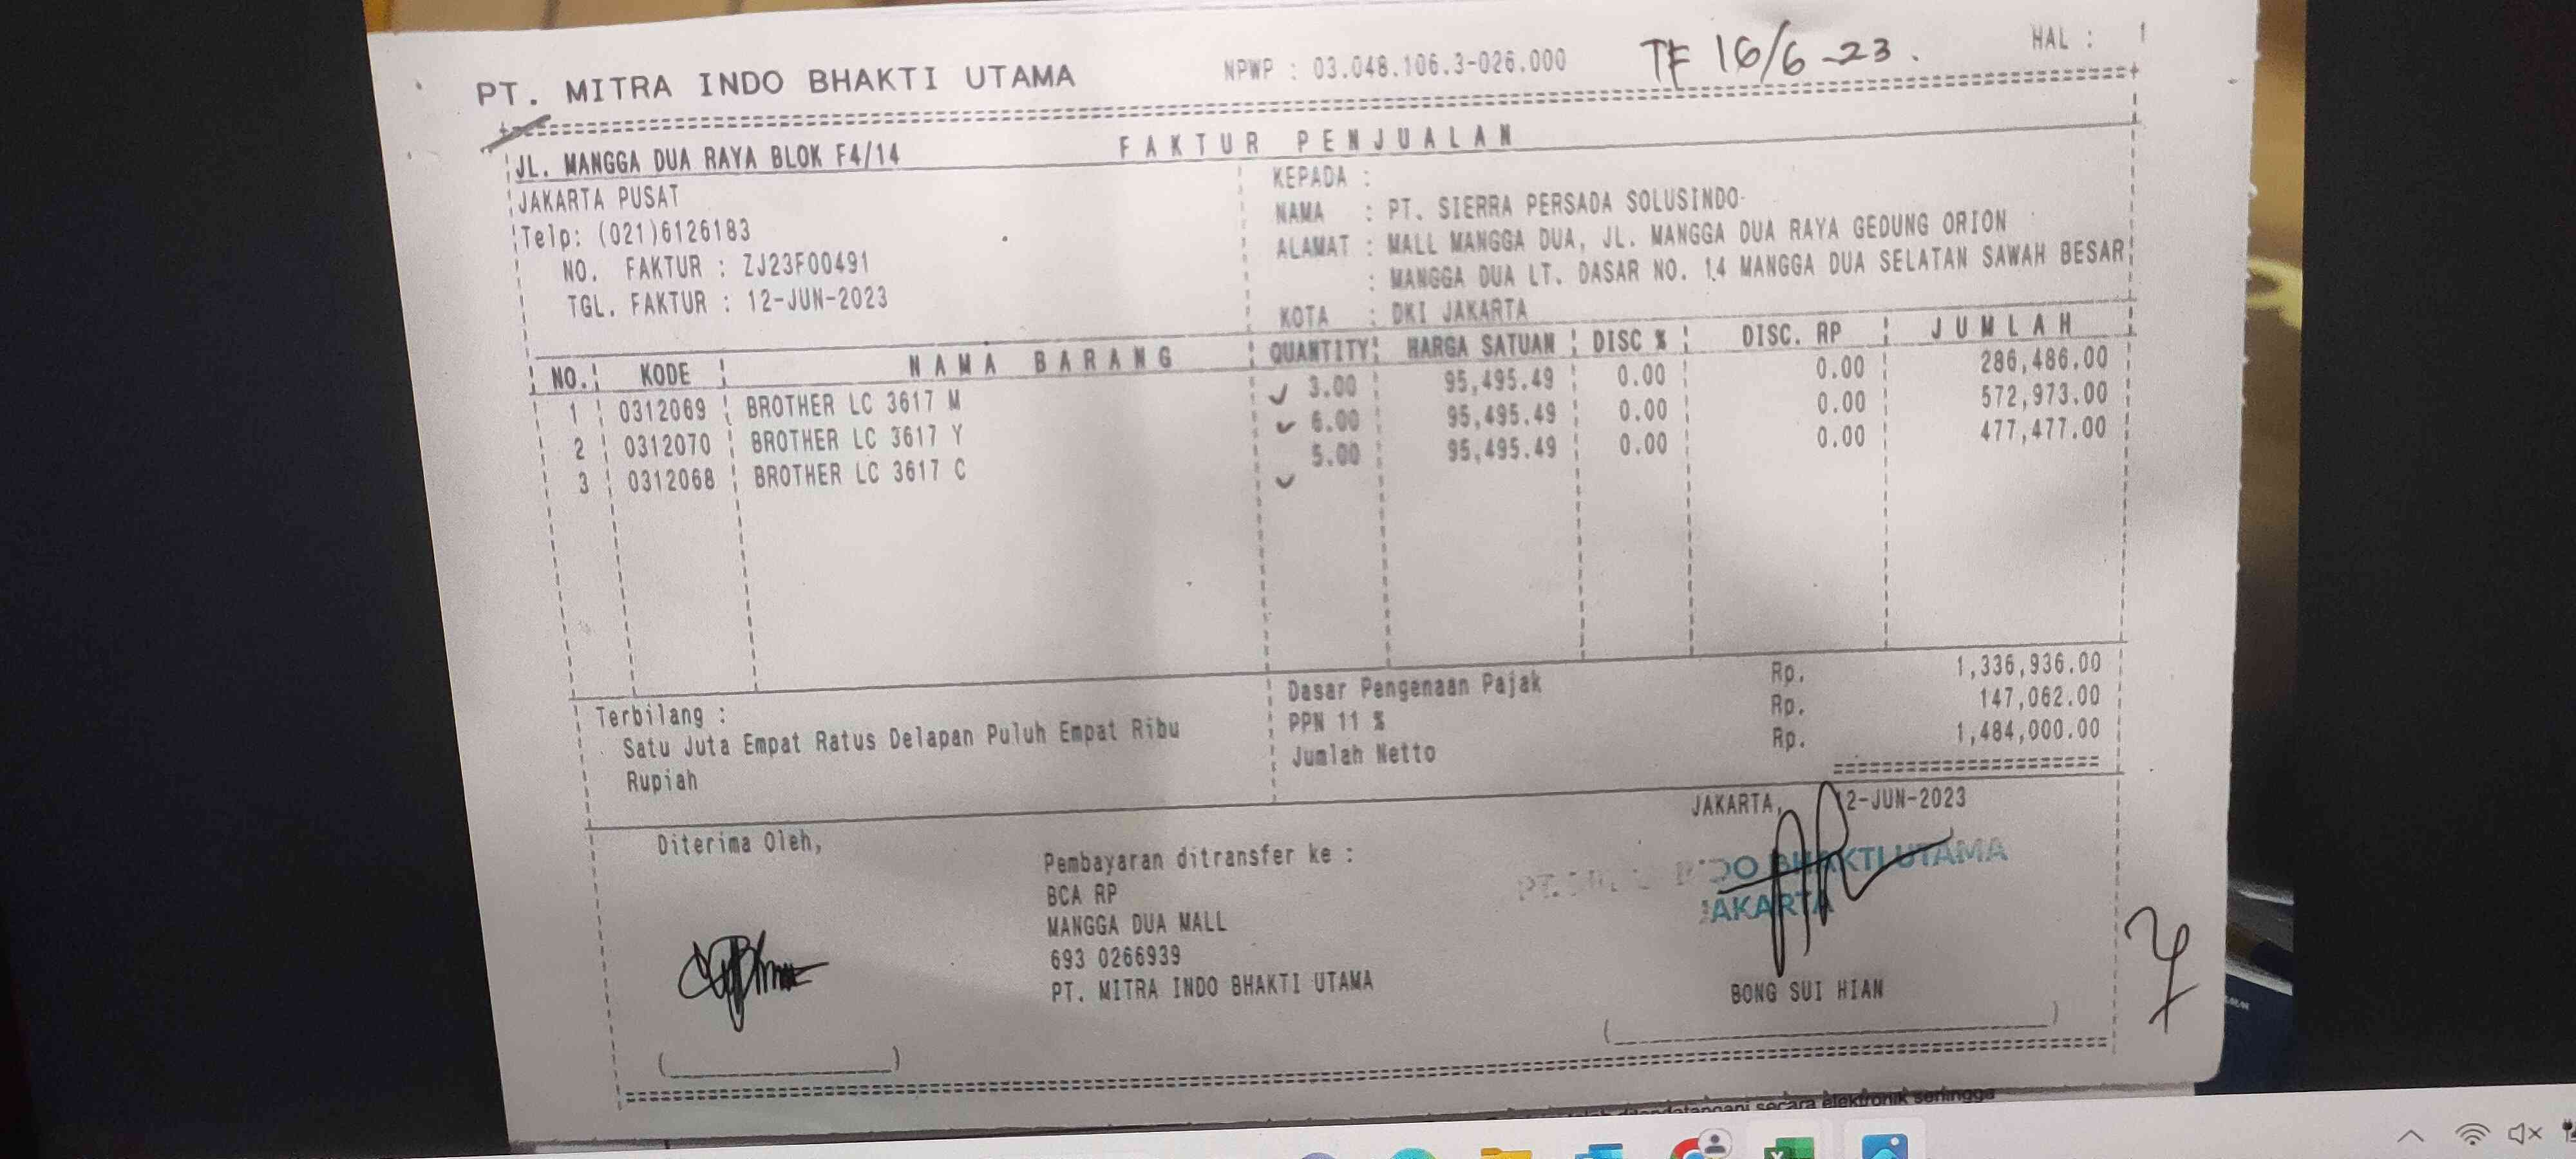 PT. MITRA INDO BHAKTI UTAMA NPWP : 03.048.106.3-026.000 TF 16/6-23. HAL : 1
FAKTUR PENJUALAN
JL. MANGGA DUA RAYA BLOK F4/14
JAKARTA PUSAT
Telp: (021)6126183
NO. FAKTUR : ZJ23F00491
TGL. FAKTUR : 12-JUN-2023
KEPADA :
NAMA : PT. SIERRA PERSADA SOLUSINDO
ALAMAT : MALL MANGGA DUA, JL. MANGGA DUA RAYA GEDUNG ORION
: MANGGA DUA LT. DASAR NO. 14 MANGGA DUA SELATAN SAWAH BESAR
KOTA : DKI JAKARTA
NO. KODE NAMA BARANG QUANTITY HARGA SATUAN DISC % DISC. RP JUMLAH
1 0312069 BROTHER LC 3617 M 3.00 95,495.49 0.00 0.00 286,486.00
2 0312070 BROTHER LC 3617 Y 6.00 95,495.49 0.00 0.00 572,973.00
3 0312068 BROTHER LC 3617 C 5.00 95,495.49 0.00 0.00 477,477.00
Terbilang :
Satu Juta Empat Ratus Delapan Puluh Empat Ribu
Rupiah
Dasar Pengenaan Pajak Rp. 1,336,936.00
PPN 11 % Rp. 147,062.00
Jumlah Netto Rp. 1,484,000.00
JAKARTA, 12-JUN-2023
Diterima Oleh,
Pembayaran ditransfer ke :
BCA RP
MANGGA DUA MALL
693 0266939
PT. MITRA INDO BHAKTI UTAMA
BHAKTI UTAMA
JAKARTA
BONG SUI HIAN
secara elektronik sehingga